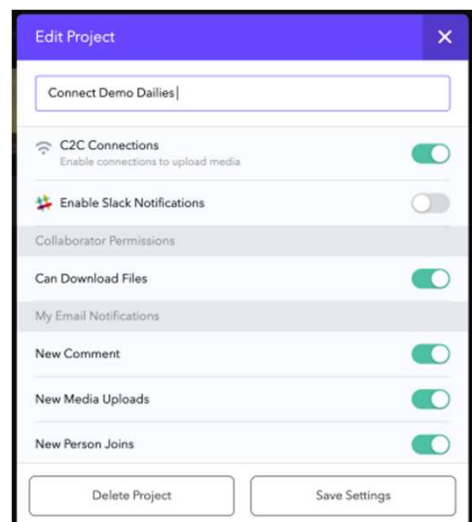 Edit Project
Connect Demo Dailies
C2C Connections
Enable connections to upload media
Enable Slack Notifications
Collaborator Permissions
Can Download Files
My Email Notifications
New Comment
New Media Uploads
New Person Joins
Delete Project
Save Settings